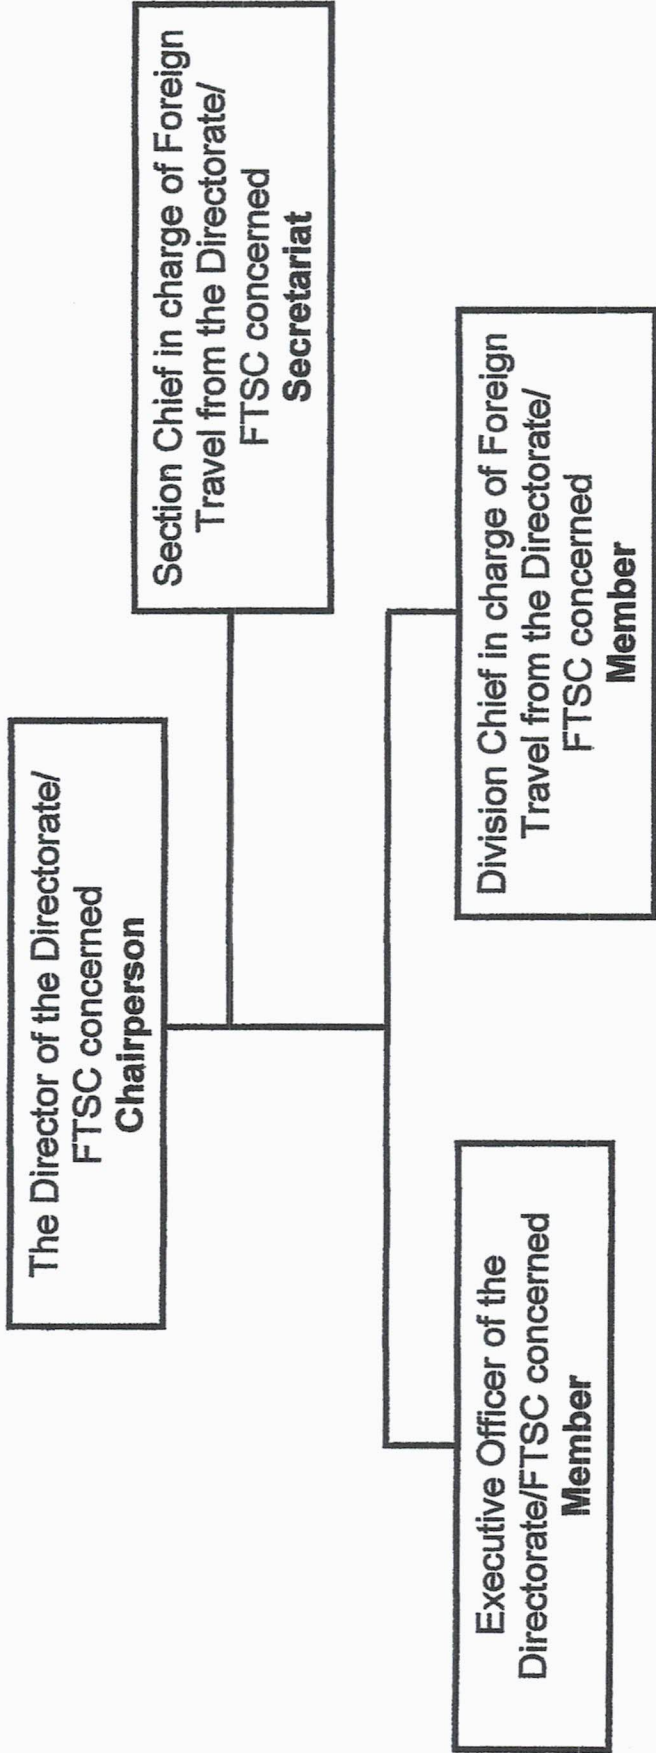 The Director of the Directorate/
FTSC concerned
Chairperson
Section Chief in charge of Foreign
Travel from the Directorate/
FTSC concerned
Secretariat
Executive Officer of the
Directorate/FTSC concerned
Member
Division Chief in charge of Foreign
Travel from the Directorate/
FTSC concerned
Member